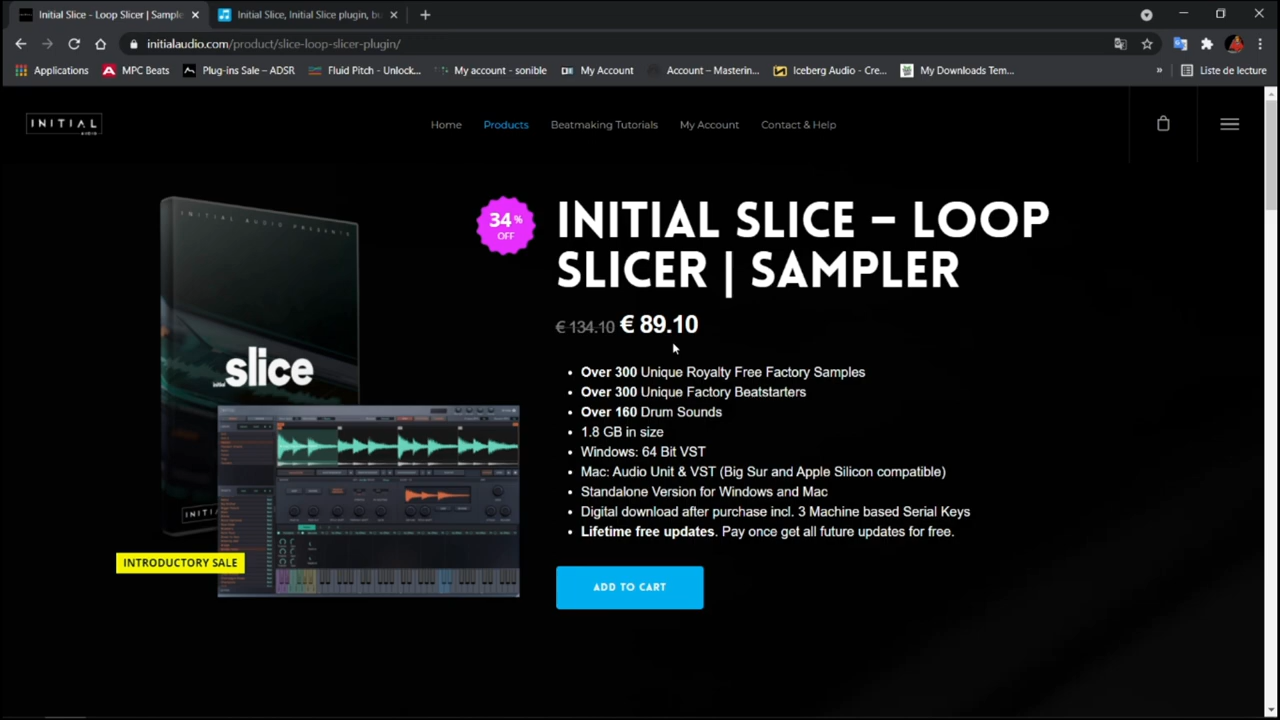 Initial Slice - Loop Slicer | Sample
Initial Slice, Initial Slice plugin, bu
initialaudio.com/product/slice-loop-slicer-plugin/
Applications
MPC Beats
Plug-ins Sale – ADSR
Fluid Pitch - Unlock...
My account - sonible
My Account
Account – Masterin...
Iceberg Audio - Cre...
My Downloads Tem...
»
Liste de lecture
INITIAL
AUDIO
Home
Products
Beatmaking Tutorials
My Account
Contact & Help
INITIAL AUDIO PRESENTS
slice
INTRODUCTORY SALE
34 %
OFF
INITIAL SLICE – LOOP
SLICER | SAMPLER
€ 134.10 € 89.10
• Over 300 Unique Royalty Free Factory Samples
• Over 300 Unique Factory Beatstarters
• Over 160 Drum Sounds
• 1.8 GB in size
• Windows: 64 Bit VST
• Mac: Audio Unit & VST (Big Sur and Apple Silicon compatible)
• Standalone Version for Windows and Mac
• Digital download after purchase incl. 3 Machine based Serial Keys
• Lifetime free updates. Pay once get all future updates for free.
ADD TO CART